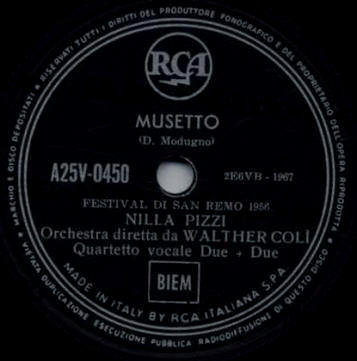 MARCHIO E DISCO DEPOSITATI ★ RISERVATI TUTTI I DIRITTI DEL PRODUTTORE FONOGRAFICO E DEL PROPRIETARIO DELL'OPERA RIPRODOTTA
RCA
MUSETTO
(D. Modugno)
A25V-0450
2E6VB - 1967
FESTIVAL DI SAN REMO 1956
NILLA PIZZI
Orchestra diretta da WALTHER COLÌ
Quartetto vocale Due + Due
BIEM
MADE IN ITALY BY RCA ITALIANA S.P.A
★ VIETATA DUPLICAZIONE ESECUZIONE PUBBLICA RADIODIFFUSIONE DI QUESTO DISCO ★